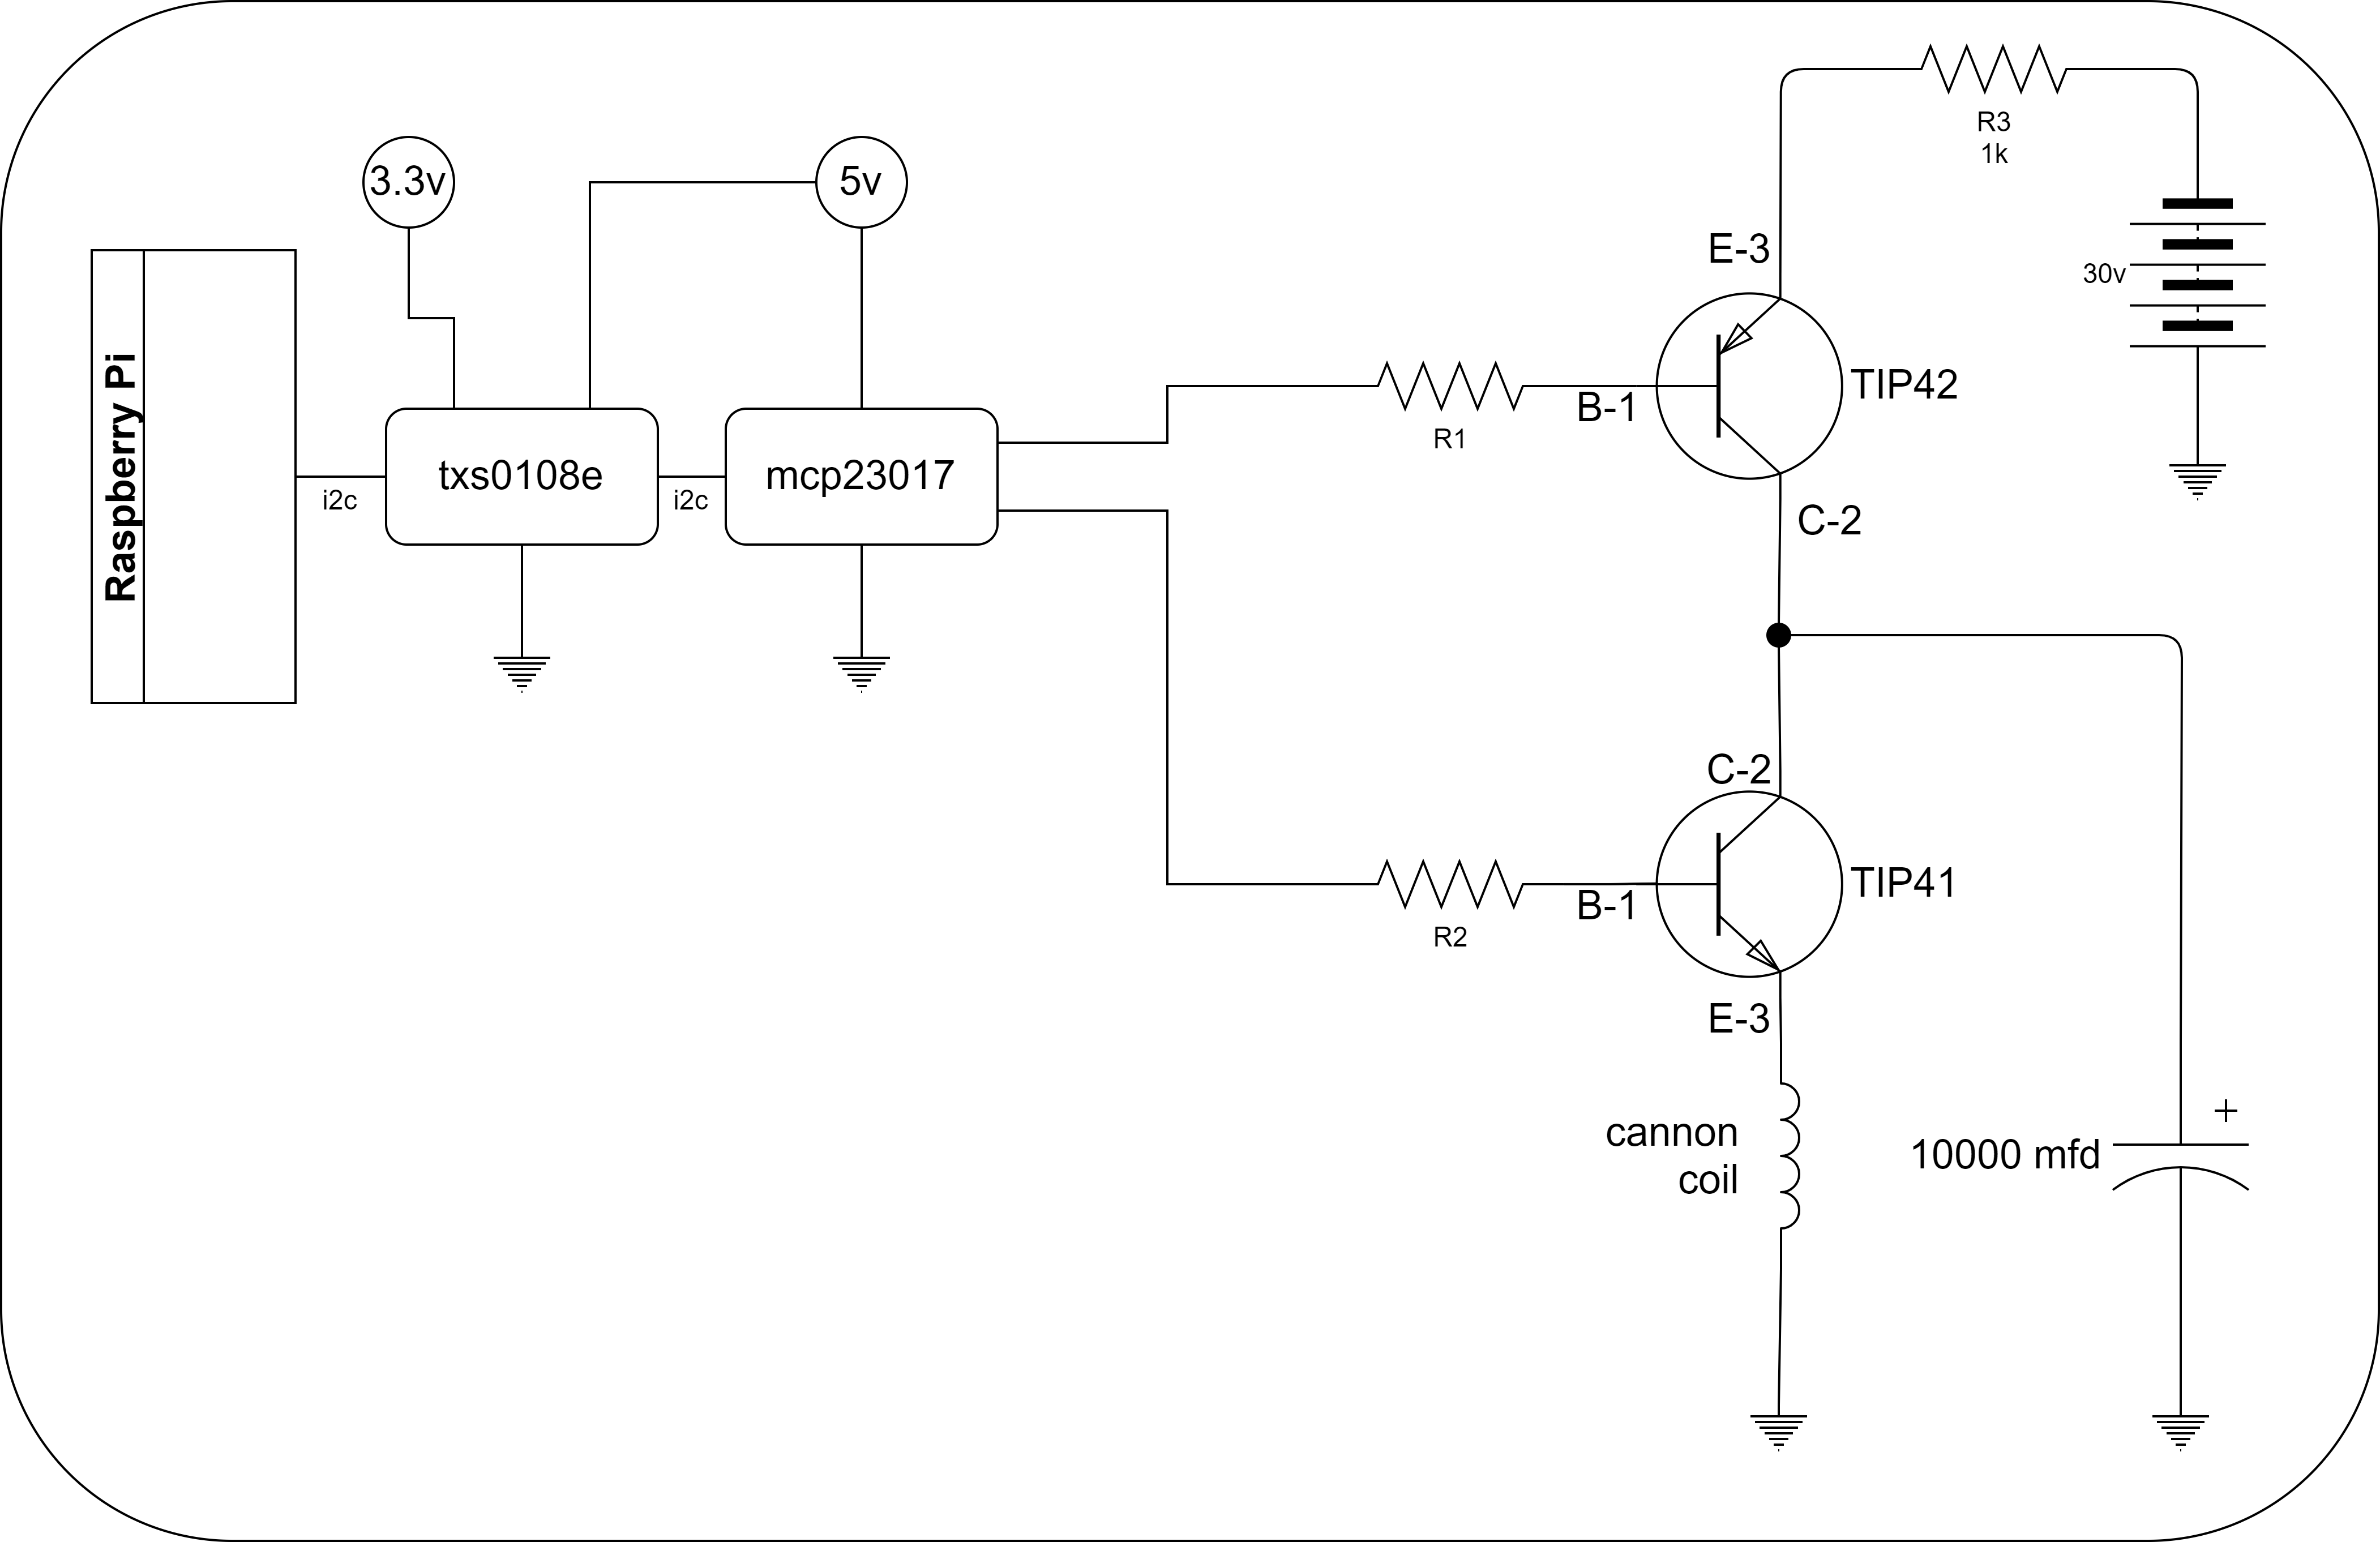 R3
1k
3.3v
5v
E-3
30v
Raspberry Pi
TIP42
B-1
R1
txs0108e
mcp23017
i2c
i2c
C-2
C-2
TIP41
B-1
R2
E-3
+
cannon
coil
10000 mfd